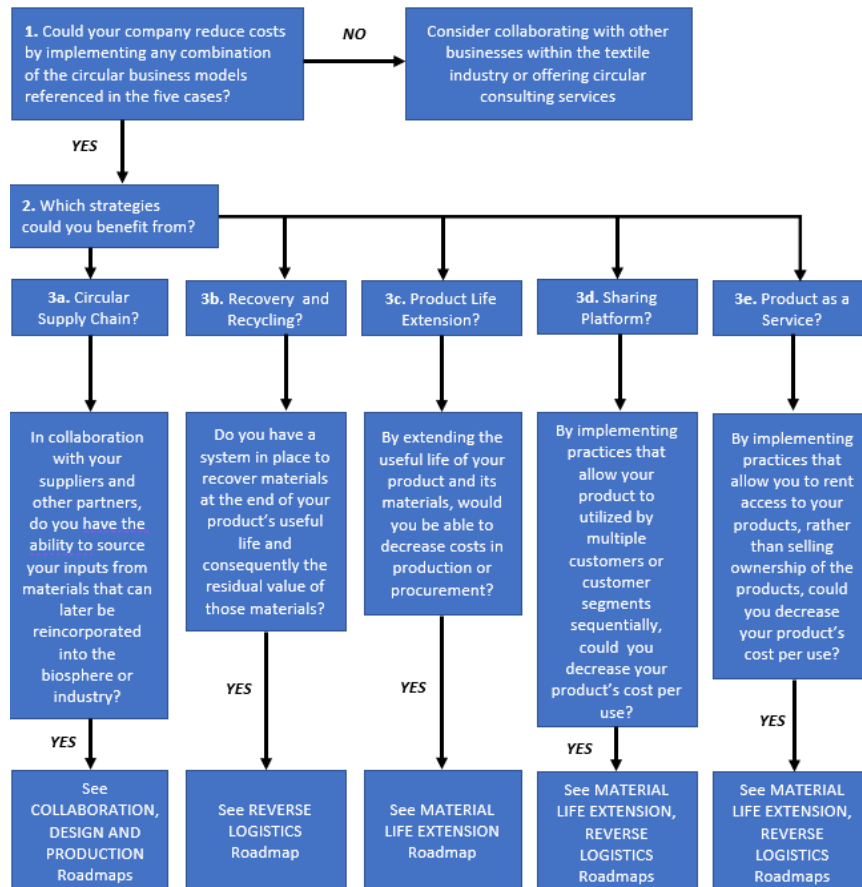 1. Could your company reduce costs
by implementing any combination
of the circular business models
referenced in the five cases?
NO
Consider collaborating with other
businesses within the textile
industry or offering circular
consulting services
YES
2. Which strategies
could you benefit from?
3a. Circular
Supply Chain?
3b. Recovery and
Recycling?
3c. Product Life
Extension?
3d. Sharing
Platform?
3e. Product as a
Service?
In collaboration
with your
suppliers and
other partners,
do you have the
ability to source
your inputs from
materials that can
later be
reincorporated
into the
biosphere or
industry?
Do you have a
system in place to
recover materials
at the end of your
product's useful
life and
consequently the
residual value of
those materials?
By extending the
useful life of your
product and its
materials, would
you be able to
decrease costs in
production or
procurement?
By implementing
practices that
allow your
product to
utilized by
multiple
customers or
customer
segments
sequentially,
could you
decrease your
product's cost per
use?
By implementing
practices that
allow you to rent
access to your
products, rather
than selling
ownership of the
products, could
you decrease
your product's
cost per use?
YES
YES
YES
YES
YES
See
COLLABORATION,
DESIGN AND
PRODUCTION
Roadmaps
See REVERSE
LOGISTICS
Roadmap
See MATERIAL
LIFE EXTENSION
Roadmap
See MATERIAL
LIFE EXTENSION,
REVERSE
LOGISTICS
Roadmaps
See MATERIAL
LIFE EXTENSION,
REVERSE
LOGISTICS
Roadmaps